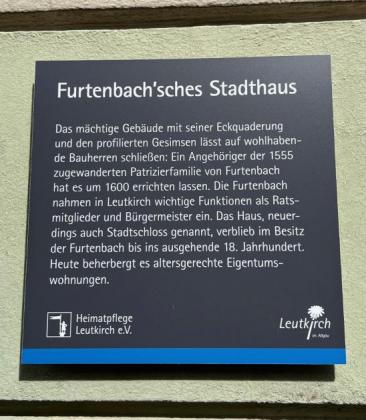 Furtenbach'sches Stadthaus
Das mächtige Gebäude mit seiner Eckquaderung
und den profilierten Gesimsen lässt auf wohlhaben-
de Bauherren schließen: Ein Angehöriger der 1555
zugewanderten Patrizierfamilie von Furtenbach
hat es um 1600 errichten lassen. Die Furtenbach
nahmen in Leutkirch wichtige Funktionen als Rats-
mitglieder und Bürgermeister ein. Das Haus, neuer-
dings auch Stadtschloss genannt, verblieb im Besitz
der Furtenbach bis ins ausgehende 18. Jahrhundert.
Heute beherbergt es altersgerechte Eigentums-
wohnungen.
Heimatpflege
Leutkirch e.V.
Leutkirch
im Allgäu